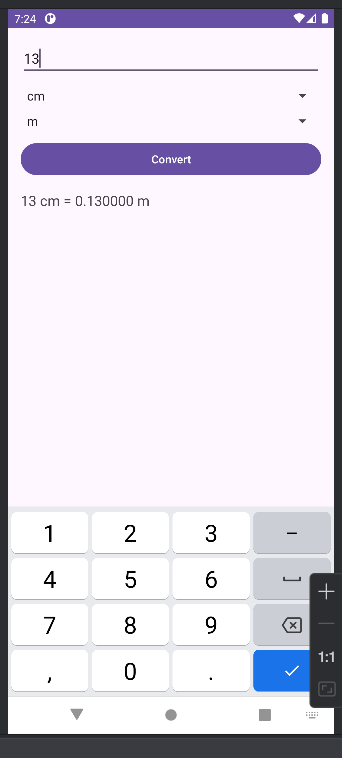 7:24
13
cm
m
Convert
13 cm = 0.130000 m
1 2 3 –
4 5 6
7 8 9
, 0 .
1:1